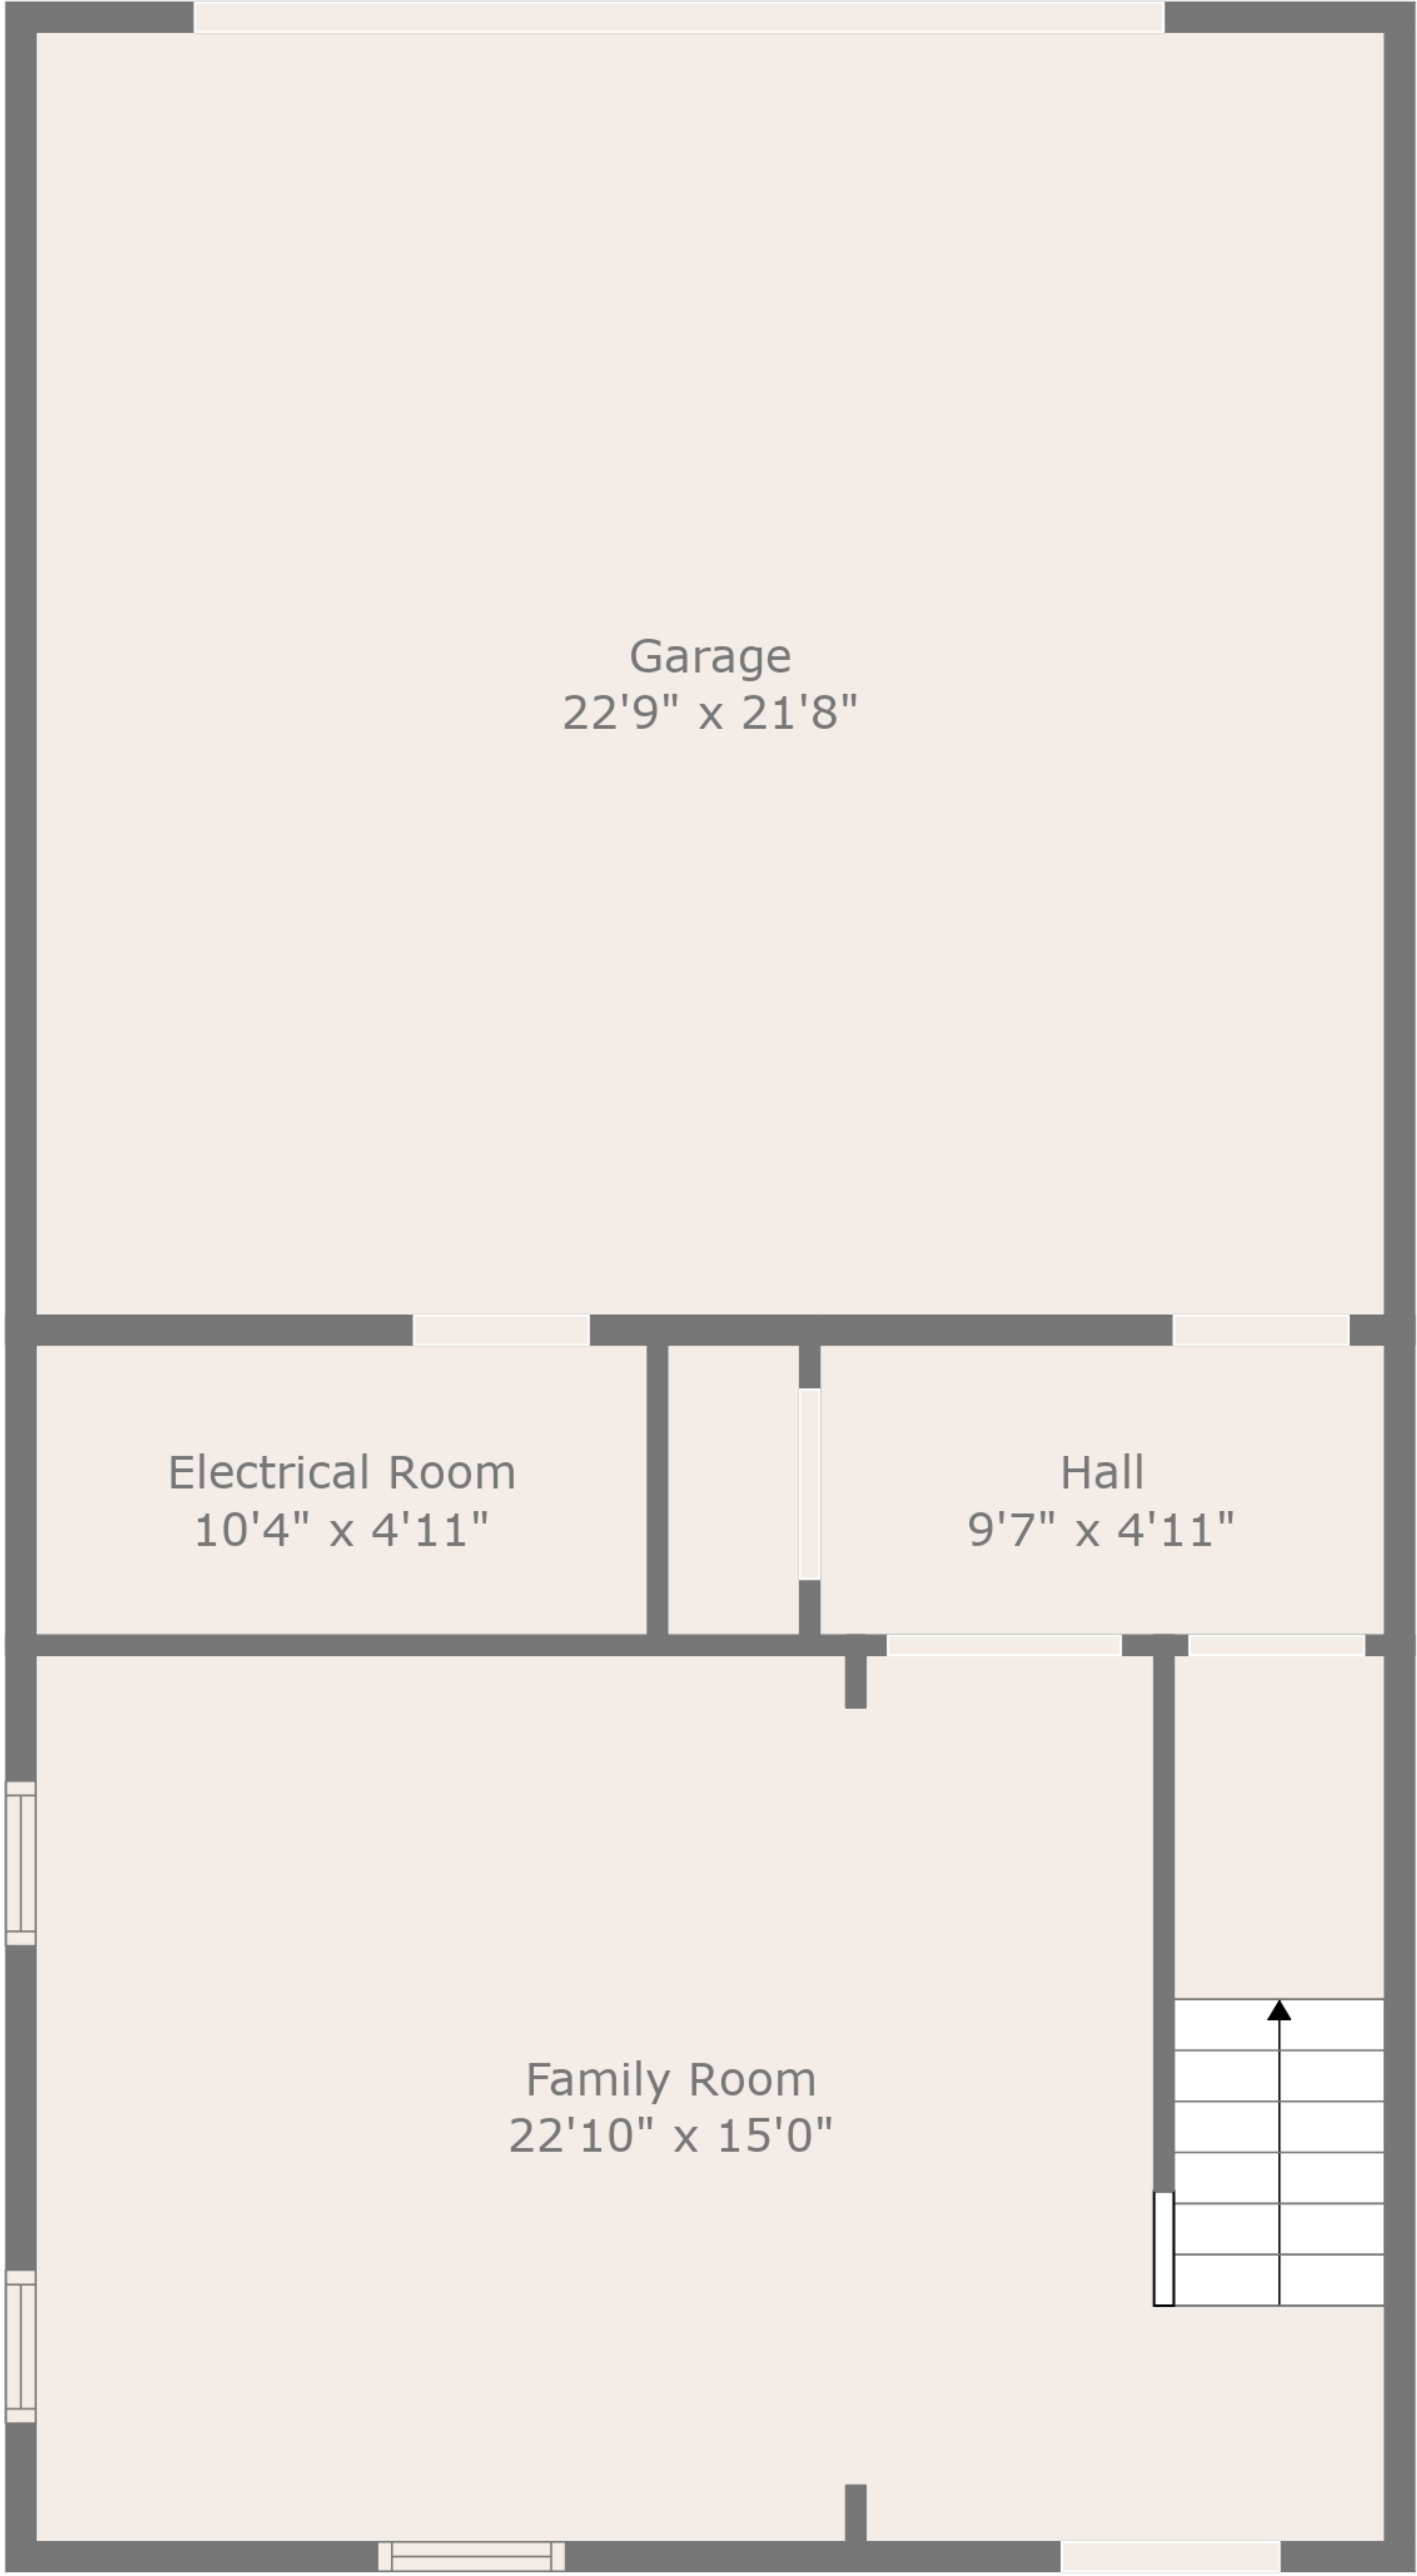 Garage
22'9" x 21'8"
Electrical Room
10'4" x 4'11"
Hall
9'7" x 4'11"
Family Room
22'10" x 15'0"